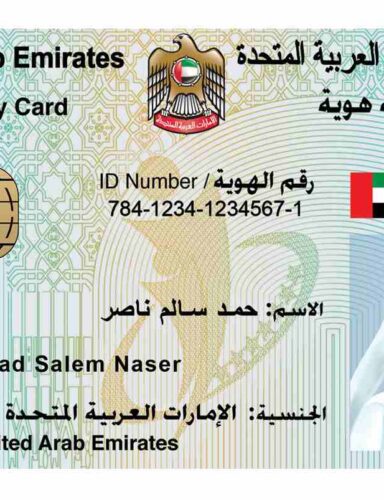 b Emirates
العربية المتحدة
y Card
هوية
الإمارات العربية المتحدة
ID Number / رقم الهوية
784-1234-1234567-1
الاسم: حمد سالم ناصر
ad Salem Naser
الجنسية: الإمارات العربية المتحدة
nited Arab Emirates